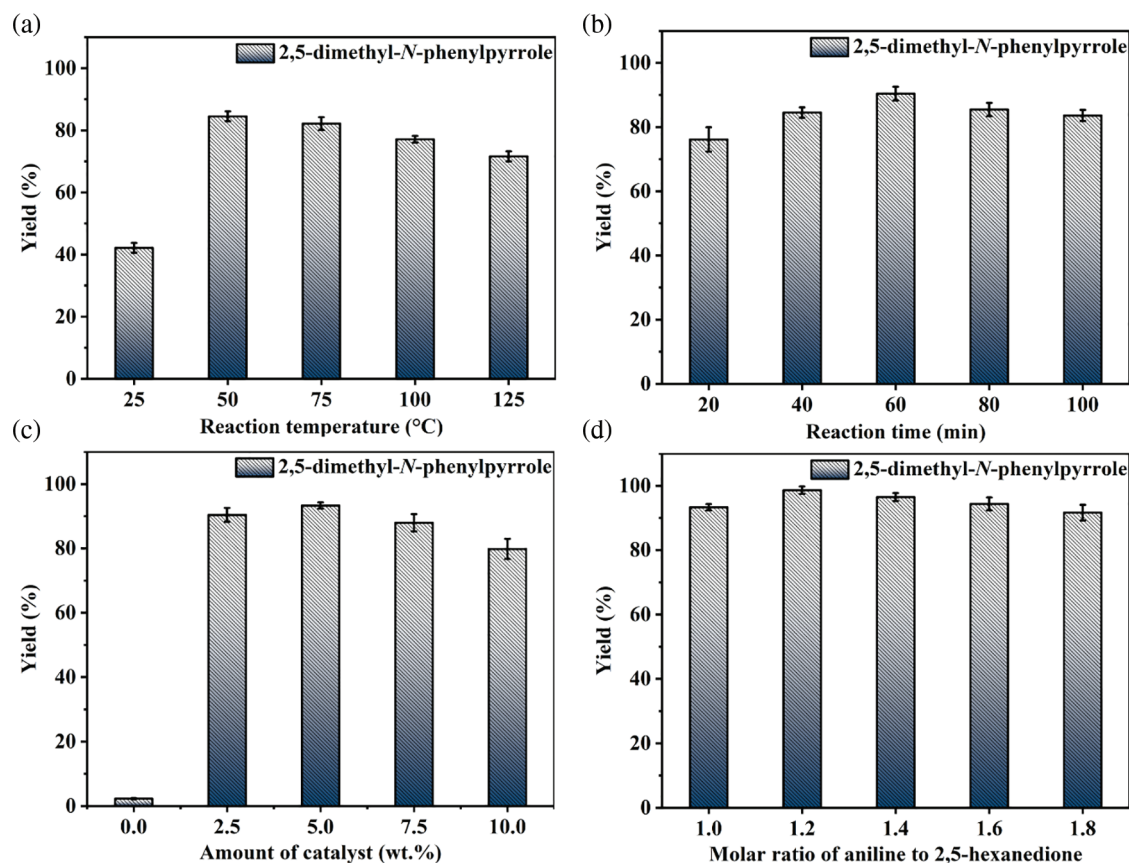 (a)
2,5-dimethyl-N-phenylpyrrole
100
80
60
40
20
0
Yield (%)
25 50 75 100 125
Reaction temperature (°C)
(b)
2,5-dimethyl-N-phenylpyrrole
100
80
60
40
20
0
Yield (%)
20 40 60 80 100
Reaction time (min)
(c)
2,5-dimethyl-N-phenylpyrrole
100
80
60
40
20
0
Yield (%)
0.0 2.5 5.0 7.5 10.0
Amount of catalyst (wt.%)
(d)
2,5-dimethyl-N-phenylpyrrole
100
80
60
40
20
0
Yield (%)
1.0 1.2 1.4 1.6 1.8
Molar ratio of aniline to 2,5-hexanedione